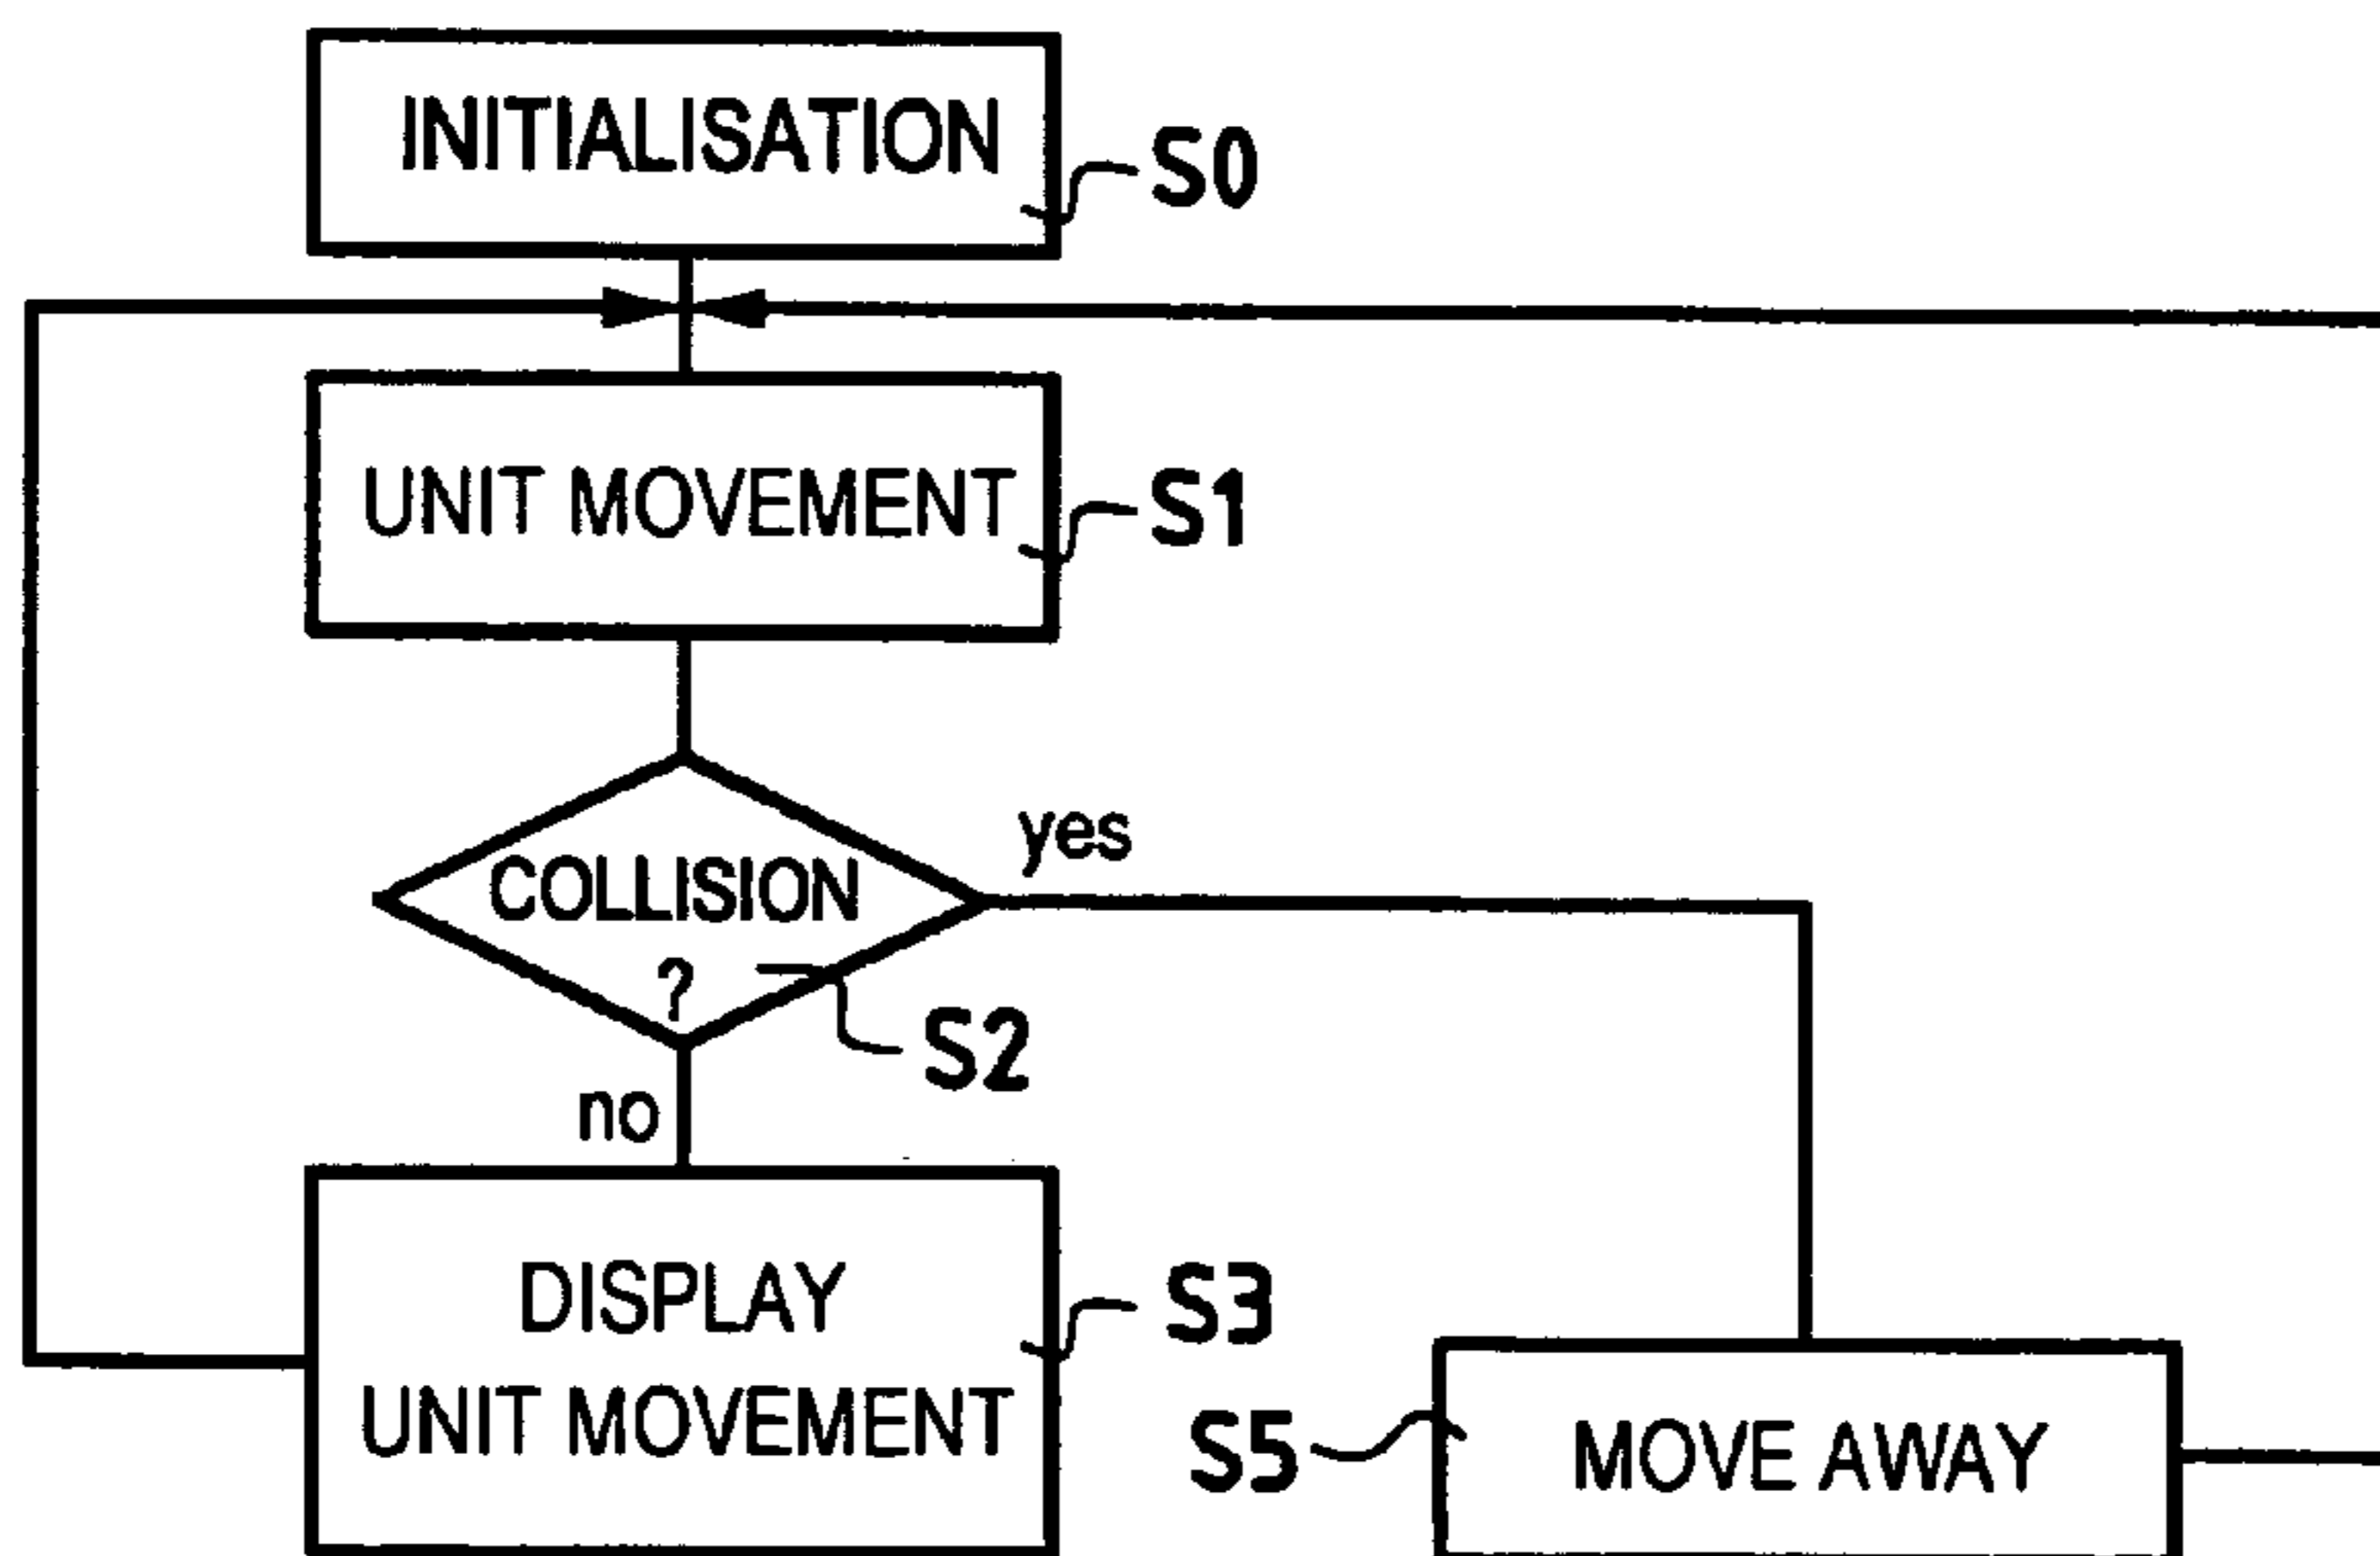 INITIALISATION
S0
UNIT MOVEMENT
S1
yes
COLLISION
?
S2
no
DISPLAY
UNIT MOVEMENT
S3
S5
MOVE AWAY